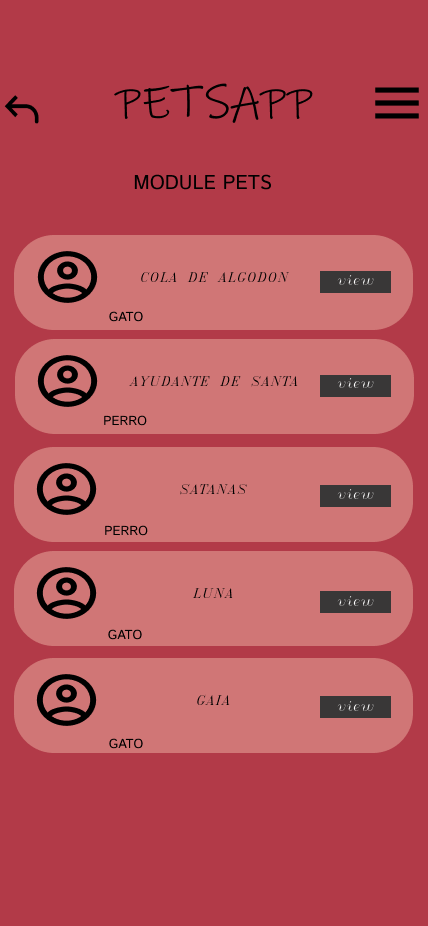 PETSAPP
MODULE PETS
COLA DE ALGODON
view
GATO
AYUDANTE DE SANTA
view
PERRO
SATANAS
view
PERRO
LUNA
view
GATO
GAIA
view
GATO